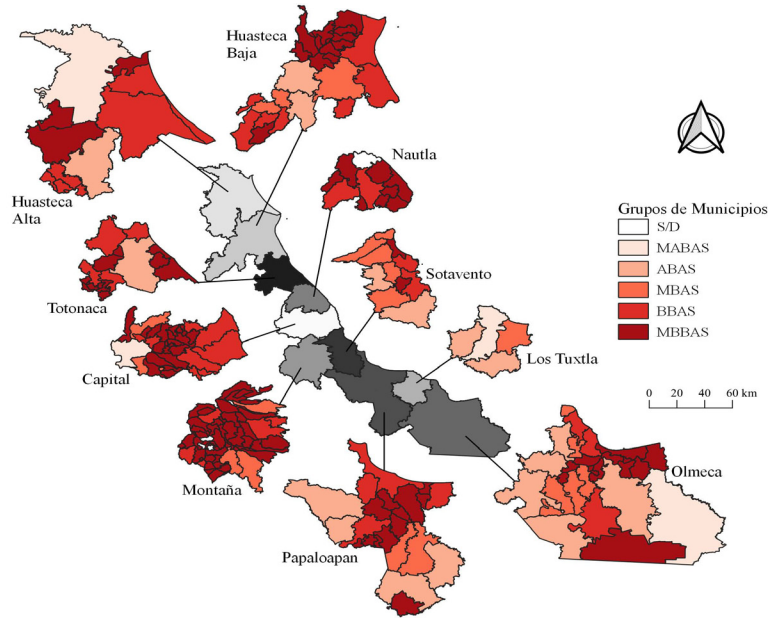 Huasteca
Baja
Nautla
Huasteca
Alta
Grupos de Municipios
S/D
MABAS
ABAS
MBAS
BBAS
MBBAS
Sotavento
Totonaca
Los Tuxtla
Capital
0 20 40 60 km
Olmeca
Montaña
Papaloapan